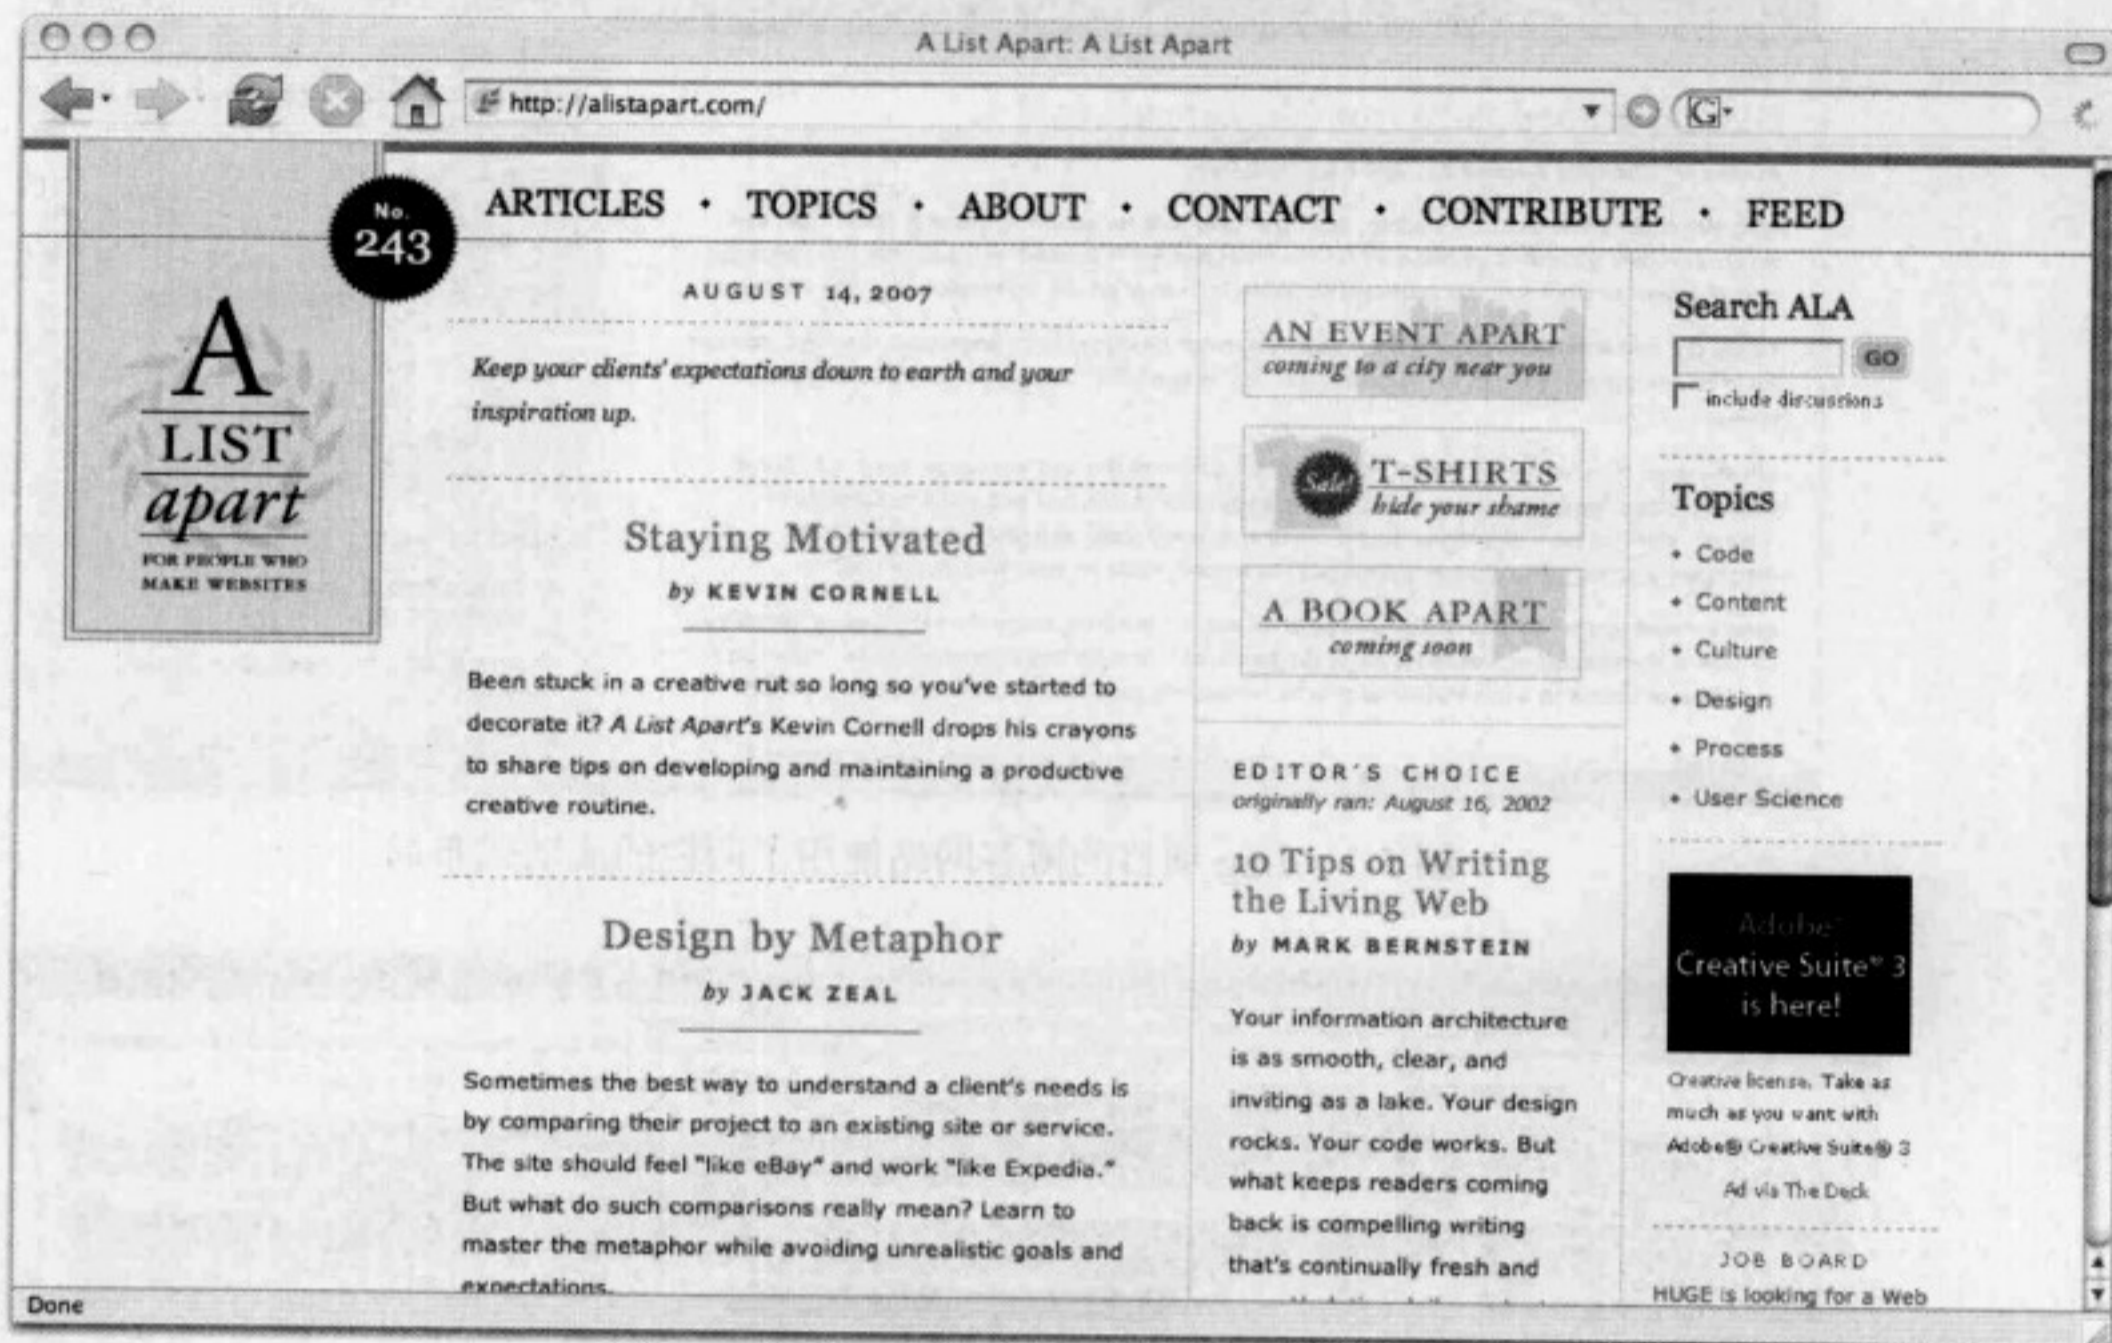 A List Apart: A List Apart
http://alistapart.com/
G
ARTICLES • TOPICS • ABOUT • CONTACT • CONTRIBUTE • FEED
No.
243
A
LIST
apart
FOR PEOPLE WHO
MAKE WEBSITES
AUGUST 14, 2007
Keep your clients' expectations down to earth and your
inspiration up.
Staying Motivated
by KEVIN CORNELL
Been stuck in a creative rut so long so you've started to
decorate it? A List Apart's Kevin Cornell drops his crayons
to share tips on developing and maintaining a productive
creative routine.
Design by Metaphor
by JACK ZEAL
Sometimes the best way to understand a client's needs is
by comparing their project to an existing site or service.
The site should feel "like eBay" and work "like Expedia."
But what do such comparisons really mean? Learn to
master the metaphor while avoiding unrealistic goals and
expectations.
AN EVENT APART
coming to a city near you
Sale!
T-SHIRTS
hide your shame
A BOOK APART
coming soon
EDITOR'S CHOICE
originally ran: August 16, 2002
10 Tips on Writing
the Living Web
by MARK BERNSTEIN
Your information architecture
is as smooth, clear, and
inviting as a lake. Your design
rocks. Your code works. But
what keeps readers coming
back is compelling writing
that's continually fresh and
Search ALA
GO
include discussions
Topics
• Code
• Content
• Culture
• Design
• Process
• User Science
Adobe
Creative Suite® 3
is here!
Creative license. Take as
much as you want with
Adobe® Creative Suite® 3
Ad via The Deck
JOB BOARD
HUGE is looking for a Web
Done